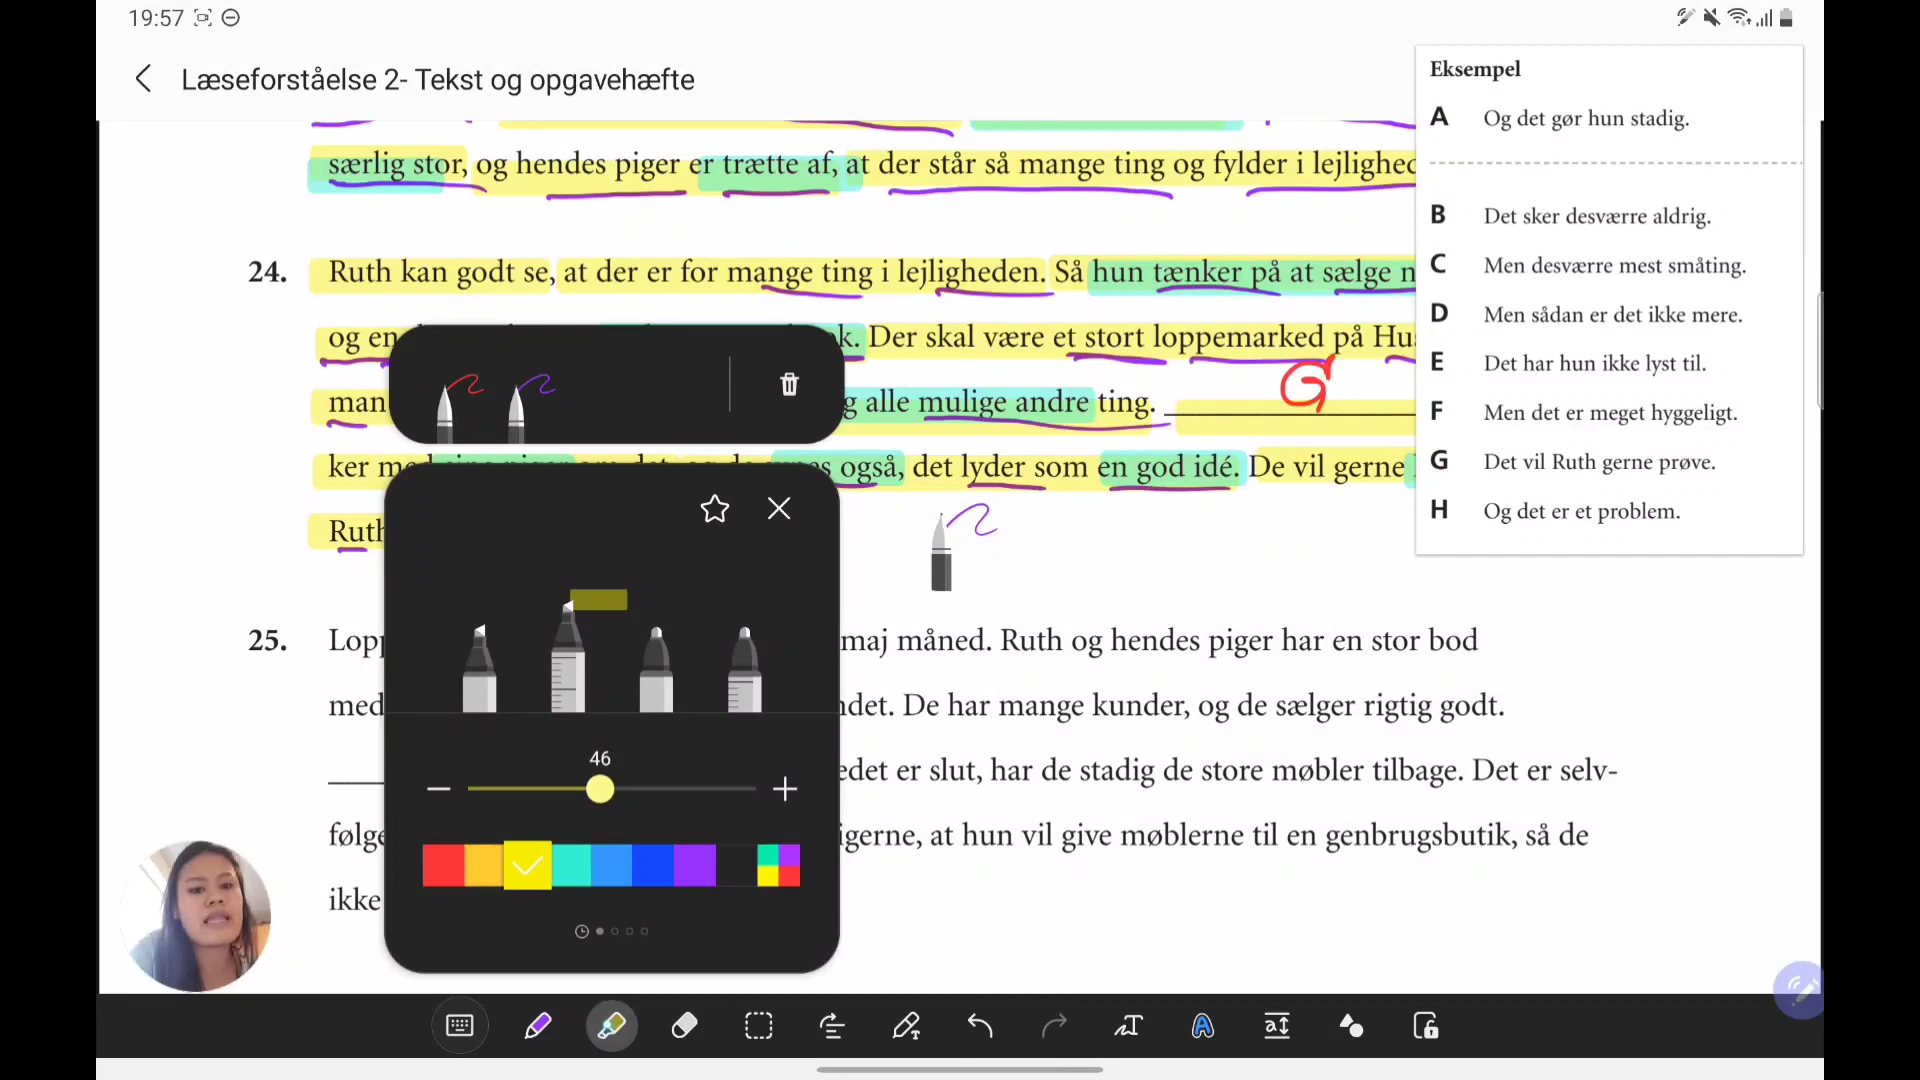 19:57
Læseforståelse 2- Tekst og opgavehæfte
særlig stor, og hendes piger er trætte af, at der står så mange ting og fylder i lejlighed
24. Ruth kan godt se, at der er for mange ting i lejligheden. Så hun tænker på at sælge n
og en k. Der skal være et stort loppemarked på Hu
man g alle mulige andre ting. G
ker me også, det lyder som en god idé. De vil gerne
Ruth
25. Lopp maj måned. Ruth og hendes piger har en stor bod
med ndet. De har mange kunder, og de sælger rigtig godt.
edet er slut, har de stadig de store møbler tilbage. Det er selv-
følge igerne, at hun vil give møblerne til en genbrugsbutik, så de
ikke
Eksempel
A Og det gør hun stadig.
B Det sker desværre aldrig.
C Men desværre mest småting.
D Men sådan er det ikke mere.
E Det har hun ikke lyst til.
F Men det er meget hyggeligt.
G Det vil Ruth gerne prøve.
H Og det er et problem.
46